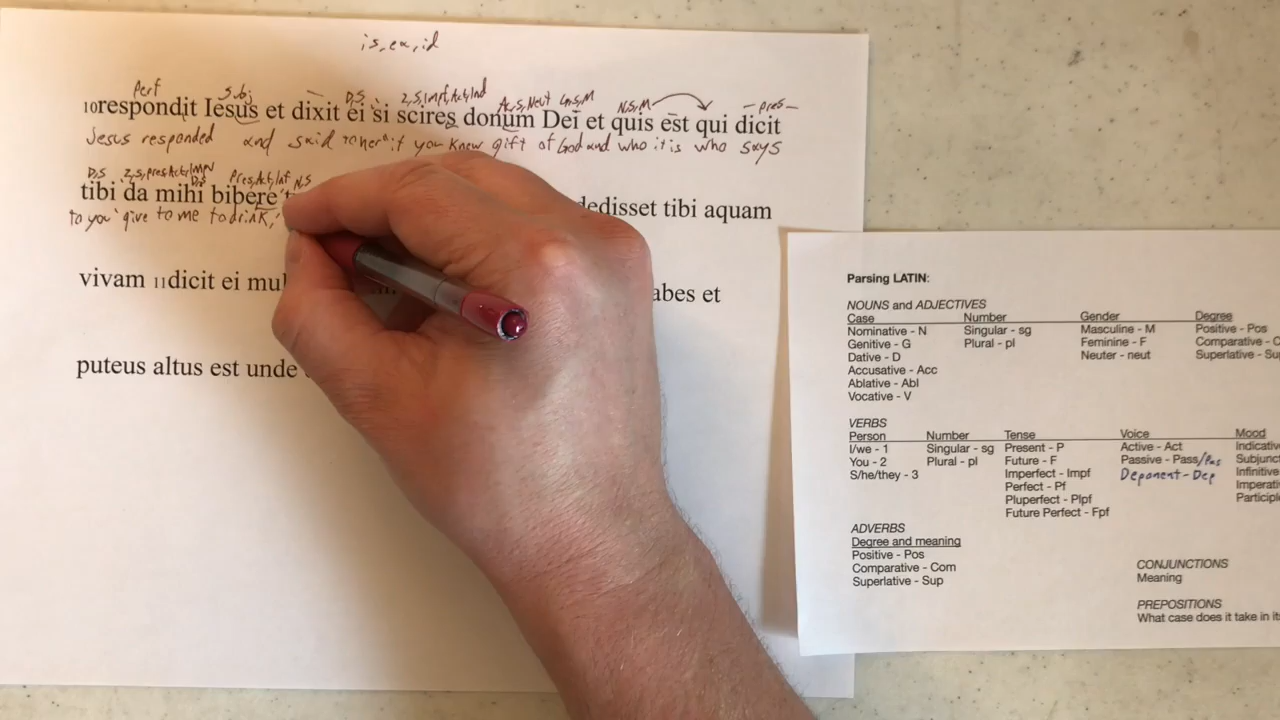 is, ea, id
Perf Subj D,S 2,S,Impf,Act,Ind Ac,S,Neut Gn,S,M N,S,M - pres -
10respondit Iesus et dixit ei si scires donum Dei et quis est qui dicit
Jesus responded and said to her if you knew gift of God and who it is who says
D,S 2,S,pres,Act,IMP D,S Pres,Act,Inf N,S
tibi da mihi bibere dedisset tibi aquam
to you 'give to me to drink,'
vivam 11dicit ei mul abes et
puteus altus est unde
Parsing LATIN:
NOUNS and ADJECTIVES
Case Number Gender Degree
Nominative - N Singular - sg Masculine - M Positive - Pos
Genitive - G Plural - pl Feminine - F Comparative - C
Dative - D Neuter - neut Superlative - Su
Accusative - Acc
Ablative - Abl
Vocative - V
VERBS
Person Number Tense Voice Mood
I/we - 1 Singular - sg Present - P Active - Act Indicativ
You - 2 Plural - pl Future - F Passive - Pass/Pas Subjunct
S/he/they - 3 Imperfect - Impf Deponent - Dep Infinitive
Perfect - Pf Imperati
Pluperfect - Plpf Participle
Future Perfect - Fpf
ADVERBS
Degree and meaning
Positive - Pos
Comparative - Com
Superlative - Sup
CONJUNCTIONS
Meaning
PREPOSITIONS
What case does it take in it